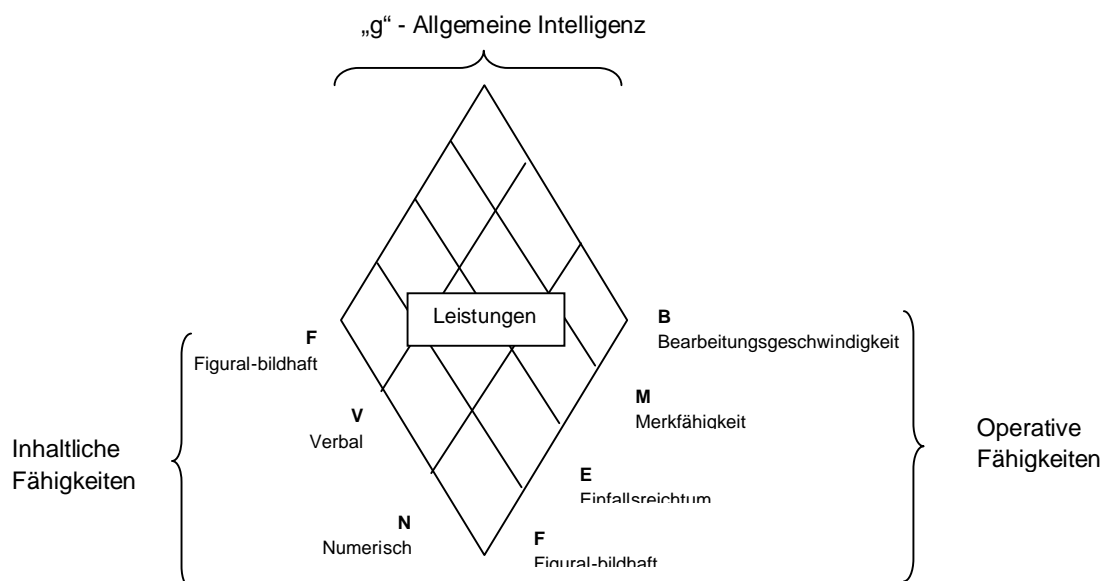 „g“ - Allgemeine Intelligenz
Leistungen
F
Figural-bildhaft
V
Verbal
N
Numerisch
Inhaltliche
Fähigkeiten
B
Bearbeitungsgeschwindigkeit
M
Merkfähigkeit
E
Einfallsreichtum
F
Figural-bildhaft
Operative
Fähigkeiten